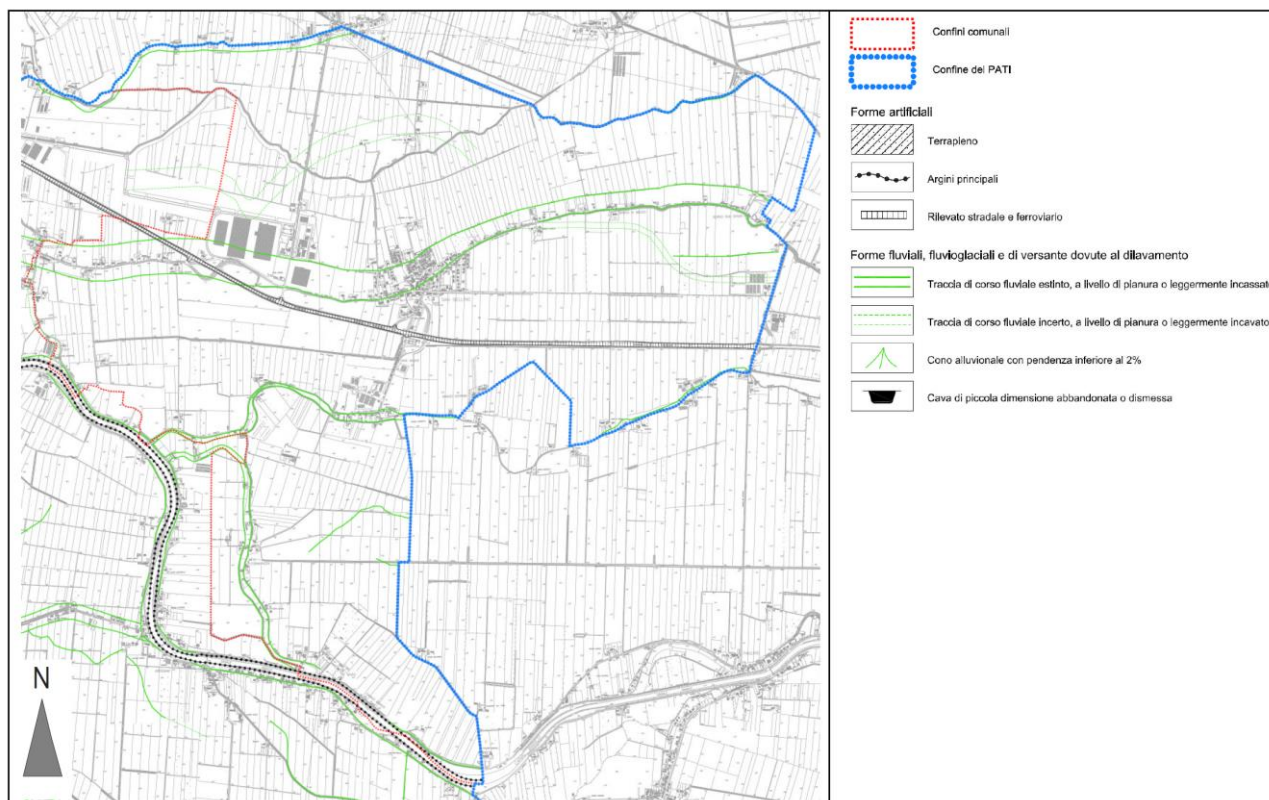 Confini comunali
Confine del PATI
Forme artificiali
Terrapieno
Argini principali
Rilevato stradale e ferroviario
Forme fluviali, fluvioglaciali e di versante dovute al dilavamento
Traccia di corso fluviale estinto, a livello di pianura o leggermente incassato
Traccia di corso fluviale incerto, a livello di pianura o leggermente incavato
Cono alluvionale con pendenza inferiore al 2%
Cava di piccola dimensione abbandonata o dismessa
N